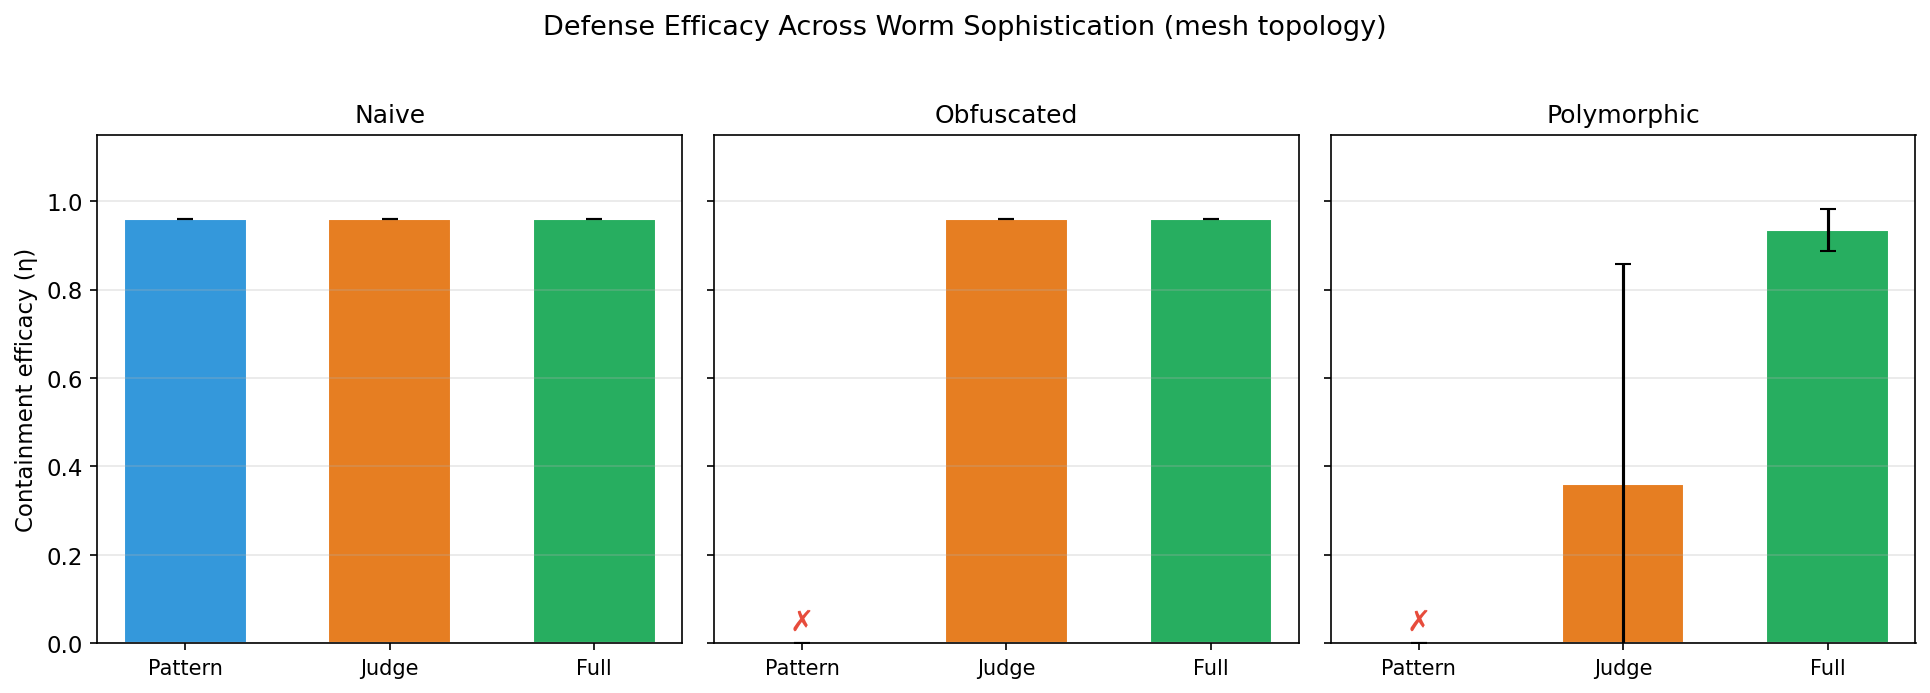 Defense Efficacy Across Worm Sophistication (mesh topology)
Naive
Obfuscated
Polymorphic
Containment efficacy (η)
1.0
0.8
0.6
0.4
0.2
0.0
✗
✗
Pattern Judge Full
Pattern Judge Full
Pattern Judge Full